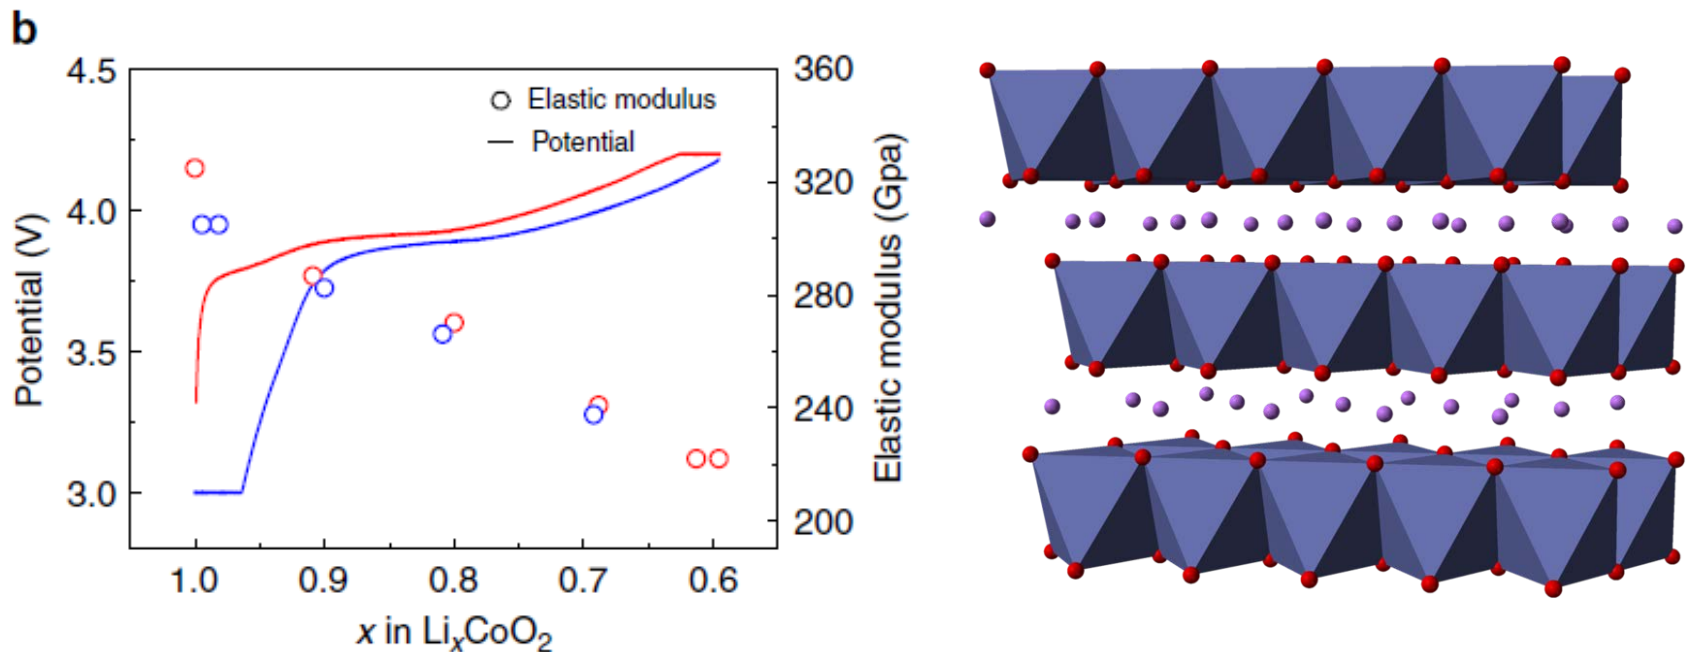 b
4.5
4.0
3.5
3.0
Potential (V)
Elastic modulus
Potential
360
320
280
240
200
Elastic modulus (Gpa)
1.0 0.9 0.8 0.7 0.6
x in LiₓCoO₂